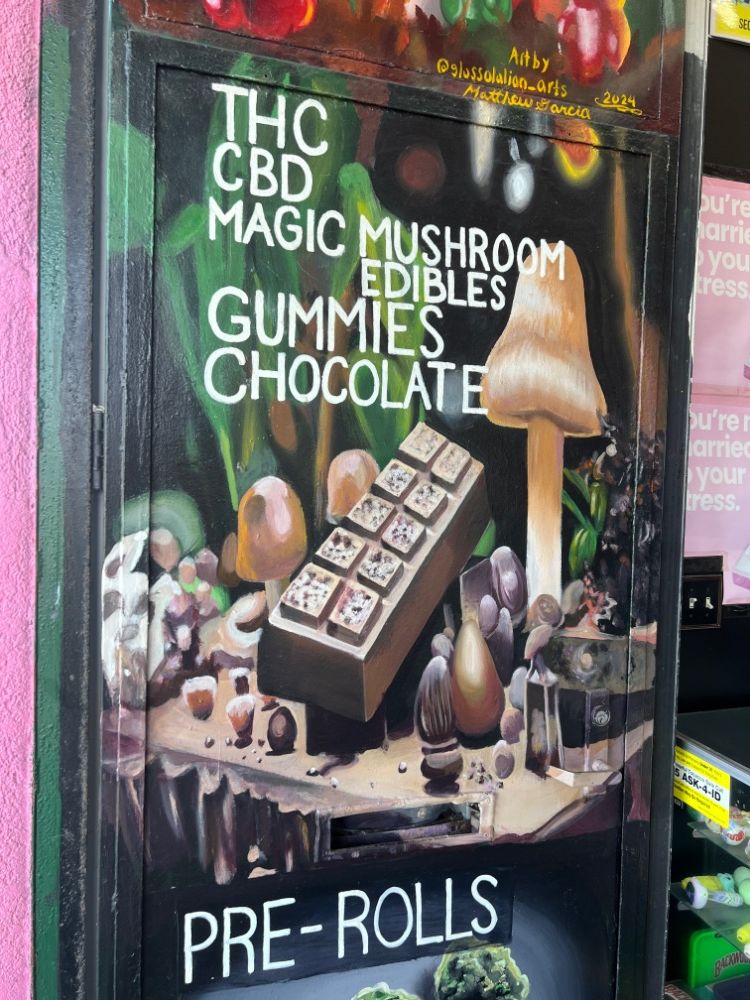 Art by
@glossolalian_arts
Matthew Garcia 2024
THC
CBD
MAGIC MUSHROOM
EDIBLES
GUMMIES
CHOCOLATE
PRE-ROLLS
ASK-4-ID